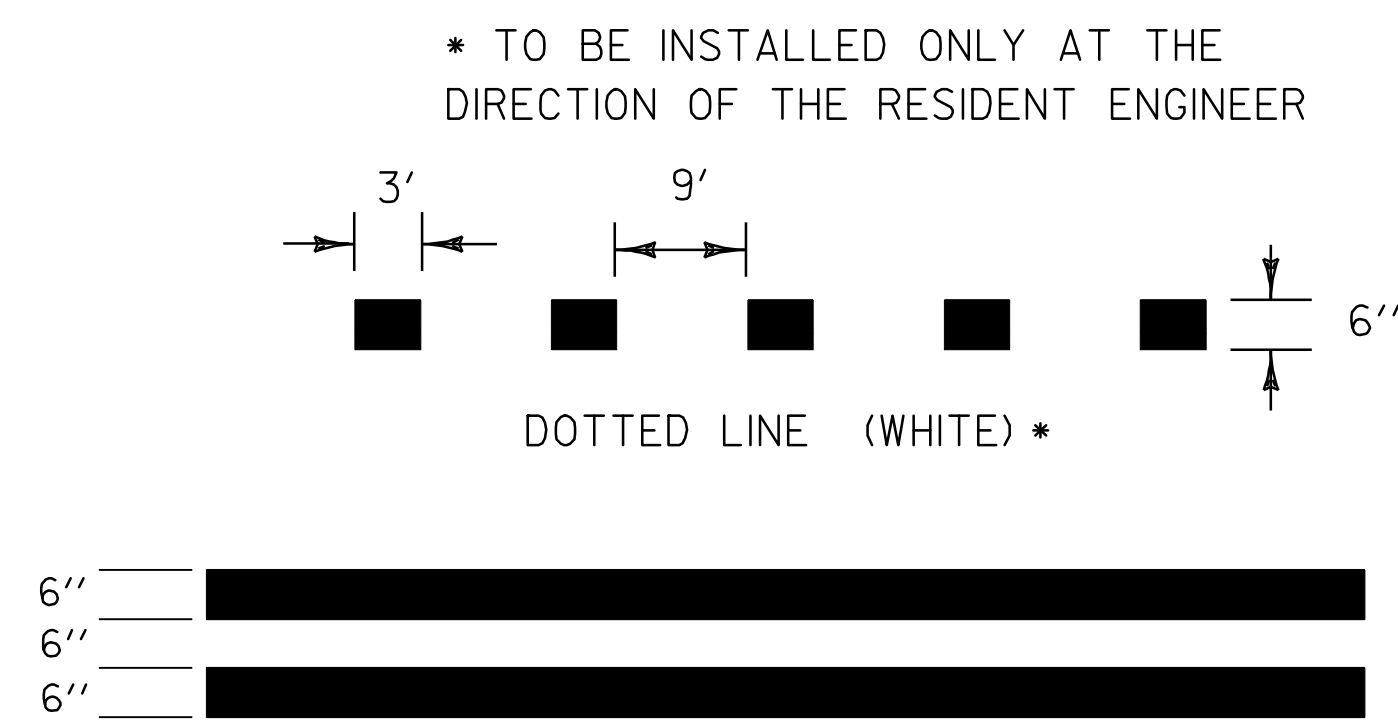 * TO BE INSTALLED ONLY AT THE
DIRECTION OF THE RESIDENT ENGINEER
3' 9'
6''
DOTTED LINE (WHITE) *
6''
6''
6''